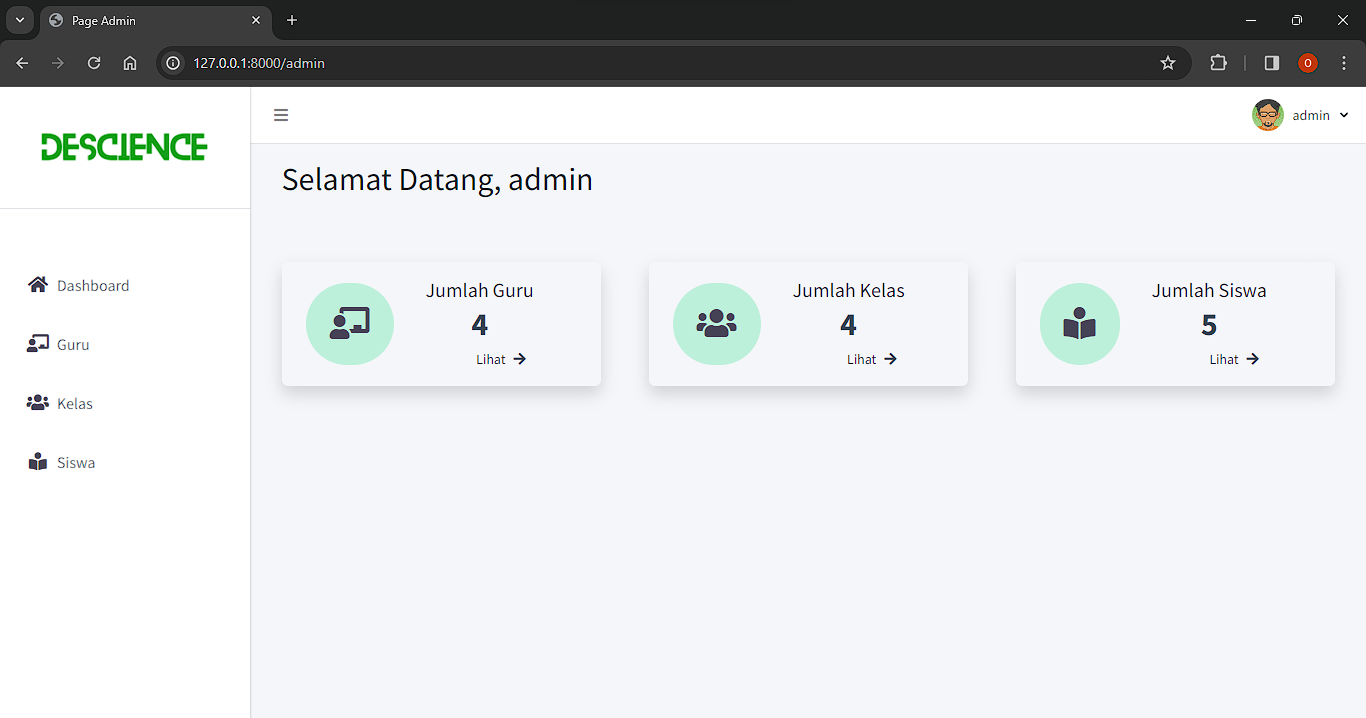 Page Admin
127.0.0.1:8000/admin
O
DESCIENCE
admin
Selamat Datang, admin
Dashboard
Guru
Kelas
Siswa
Jumlah Guru
4
Lihat
Jumlah Kelas
4
Lihat
Jumlah Siswa
5
Lihat